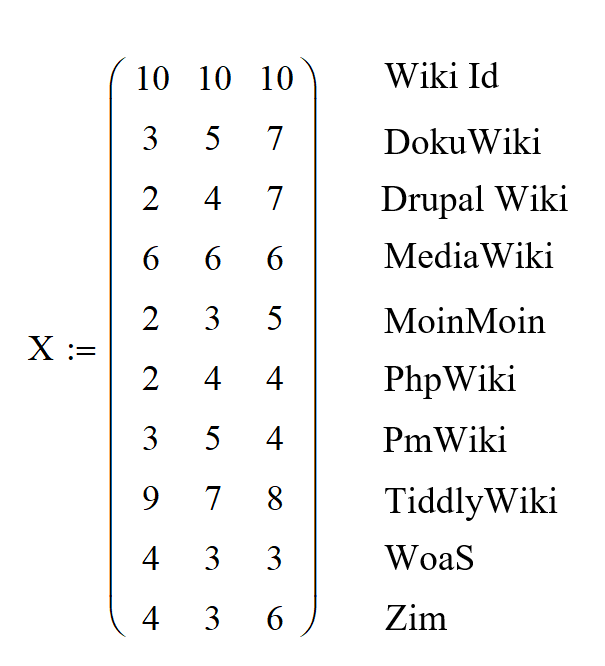 10 10 10 Wiki Id
3 5 7 DokuWiki
2 4 7 Drupal Wiki
6 6 6 MediaWiki
2 3 5 MoinMoin
X :=
2 4 4 PhpWiki
3 5 4 PmWiki
9 7 8 TiddlyWiki
4 3 3 WoaS
4 3 6 Zim